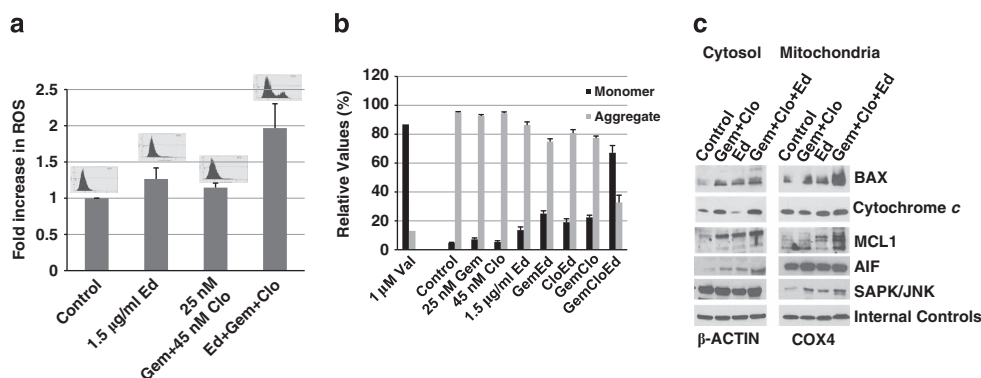 a
Fold increase in ROS
2.5
2
1.5
1
0.5
0
Control
1.5 μg/ml Ed
25 nM
Gem+45 nM Clo
Ed+Gem+Clo
b
Relative Values (%)
120
100
80
60
40
20
0
Monomer
Aggregate
1 μM Val
Control
25 nM Gem
45 nM Clo
1.5 μg/ml Ed
GemEd
CloEd
GemClo
GemCloEd
c
Cytosol Mitochondria
Control
Gem+Clo
Ed
Gem+Clo+Ed
Control
Gem+Clo
Ed
Gem+Clo+Ed
BAX
Cytochrome c
MCL1
AIF
SAPK/JNK
Internal Controls
β-ACTIN COX4